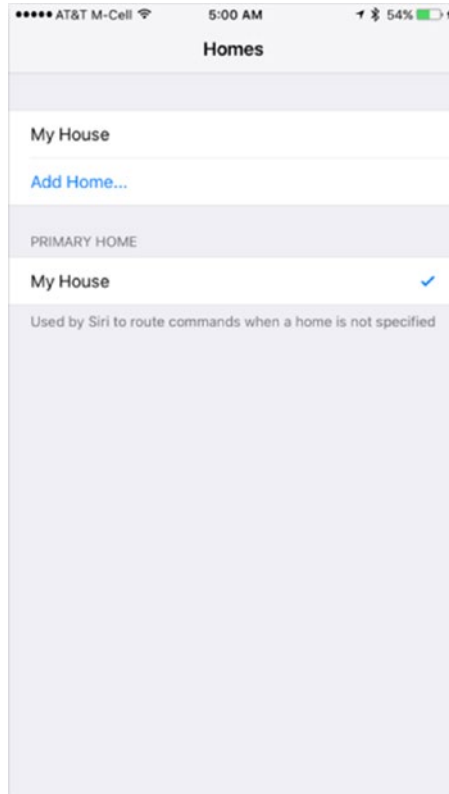 AT&T M-Cell 5:00 AM 54%
Homes
My House
Add Home...
PRIMARY HOME
My House
Used by Siri to route commands when a home is not specified